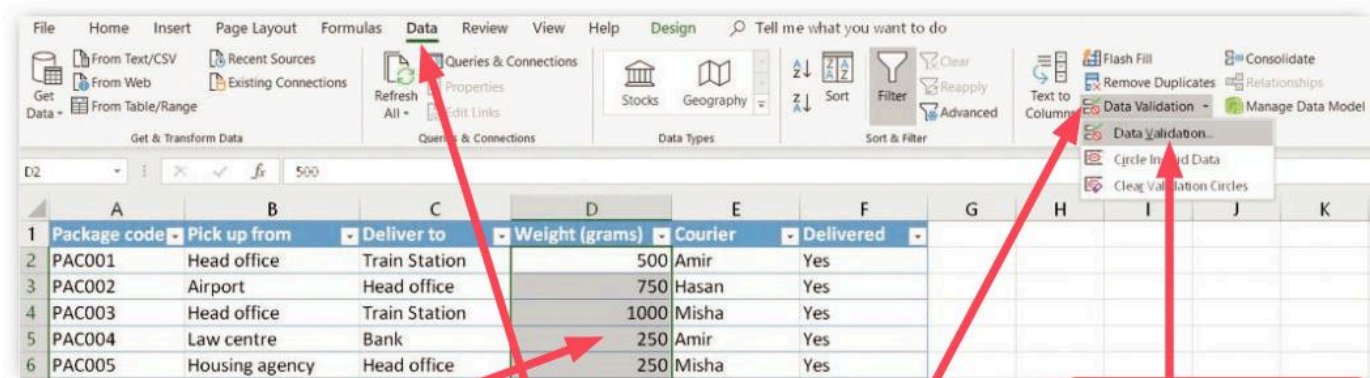 File Home Insert Page Layout Formulas Data Review View Help Design Tell me what you want to do
Get Data
From Text/CSV
From Web
From Table/Range
Recent Sources
Existing Connections
Get & Transform Data
Refresh All
Queries & Connections
Properties
Edit Links
Queries & Connections
Stocks
Geography
Data Types
Sort
Filter
Clear
Reapply
Advanced
Sort & Filter
Text to Columns
Flash Fill
Remove Duplicates
Data Validation
Consolidate
Relationships
Manage Data Model
Data Validation...
Circle Invalid Data
Clear Validation Circles
D2 fx 500
A B C D E F G H I J K
1 Package code Pick up from Deliver to Weight (grams) Courier Delivered
2 PAC001 Head office Train Station 500 Amir Yes
3 PAC002 Airport Head office 750 Hasan Yes
4 PAC003 Head office Train Station 1000 Misha Yes
5 PAC004 Law centre Bank 250 Amir Yes
6 PAC005 Housing agency Head office 250 Misha Yes